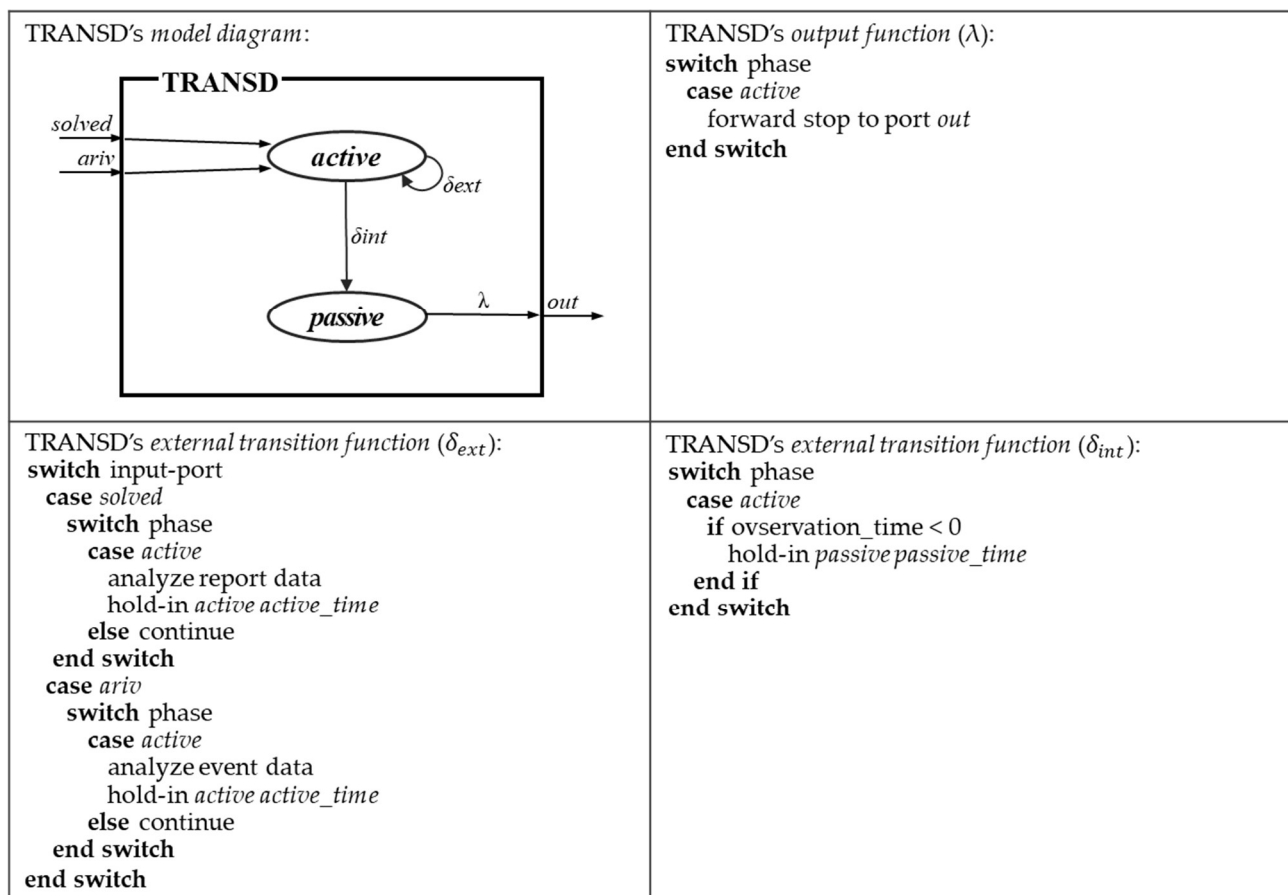 TRANSD's model diagram:
TRANSD
solved
ariv
active
δext
δint
passive
λ
out
TRANSD's output function (λ):
switch phase
case active
forward stop to port out
end switch
TRANSD's external transition function (δ_ext):
switch input-port
case solved
switch phase
case active
analyze report data
hold-in active active_time
else continue
end switch
case ariv
switch phase
case active
analyze event data
hold-in active active_time
else continue
end switch
end switch
TRANSD's external transition function (δ_int):
switch phase
case active
if ovservation_time < 0
hold-in passive passive_time
end if
end switch